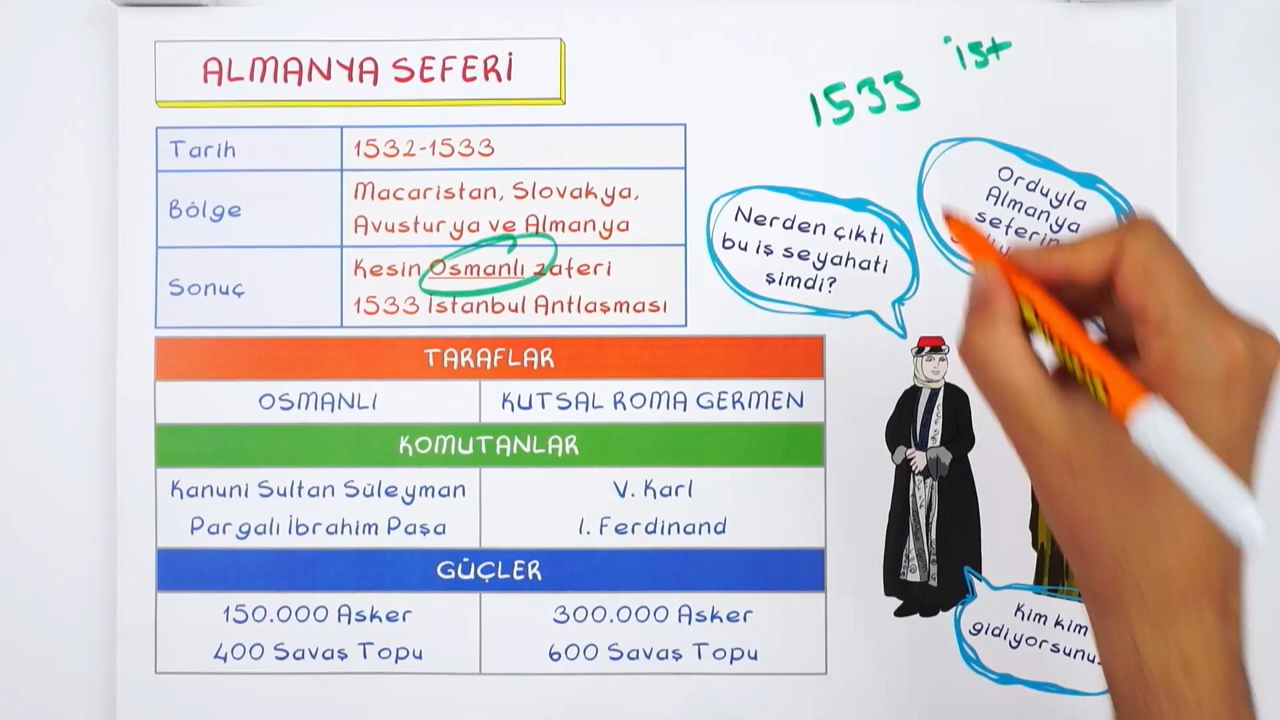 ALMANYA SEFERİ
1533 ist
Tarih
1532-1533
Bölge
Macaristan, Slovakya,
Avusturya ve Almanya
Sonuç
Kesin Osmanlı zaferi
1533 İstanbul Antlaşması
TARAFLAR
OSMANLI
KUTSAL ROMA GERMEN
KOMUTANLAR
Kanuni Sultan Süleyman
Pargalı İbrahim Paşa
V. Karl
I. Ferdinand
GÜÇLER
150.000 Asker
400 Savaş Topu
300.000 Asker
600 Savaş Topu
Nerden çıktı
bu iş seyahati
şimdi?
Orduyla
Almanya
Kim kim